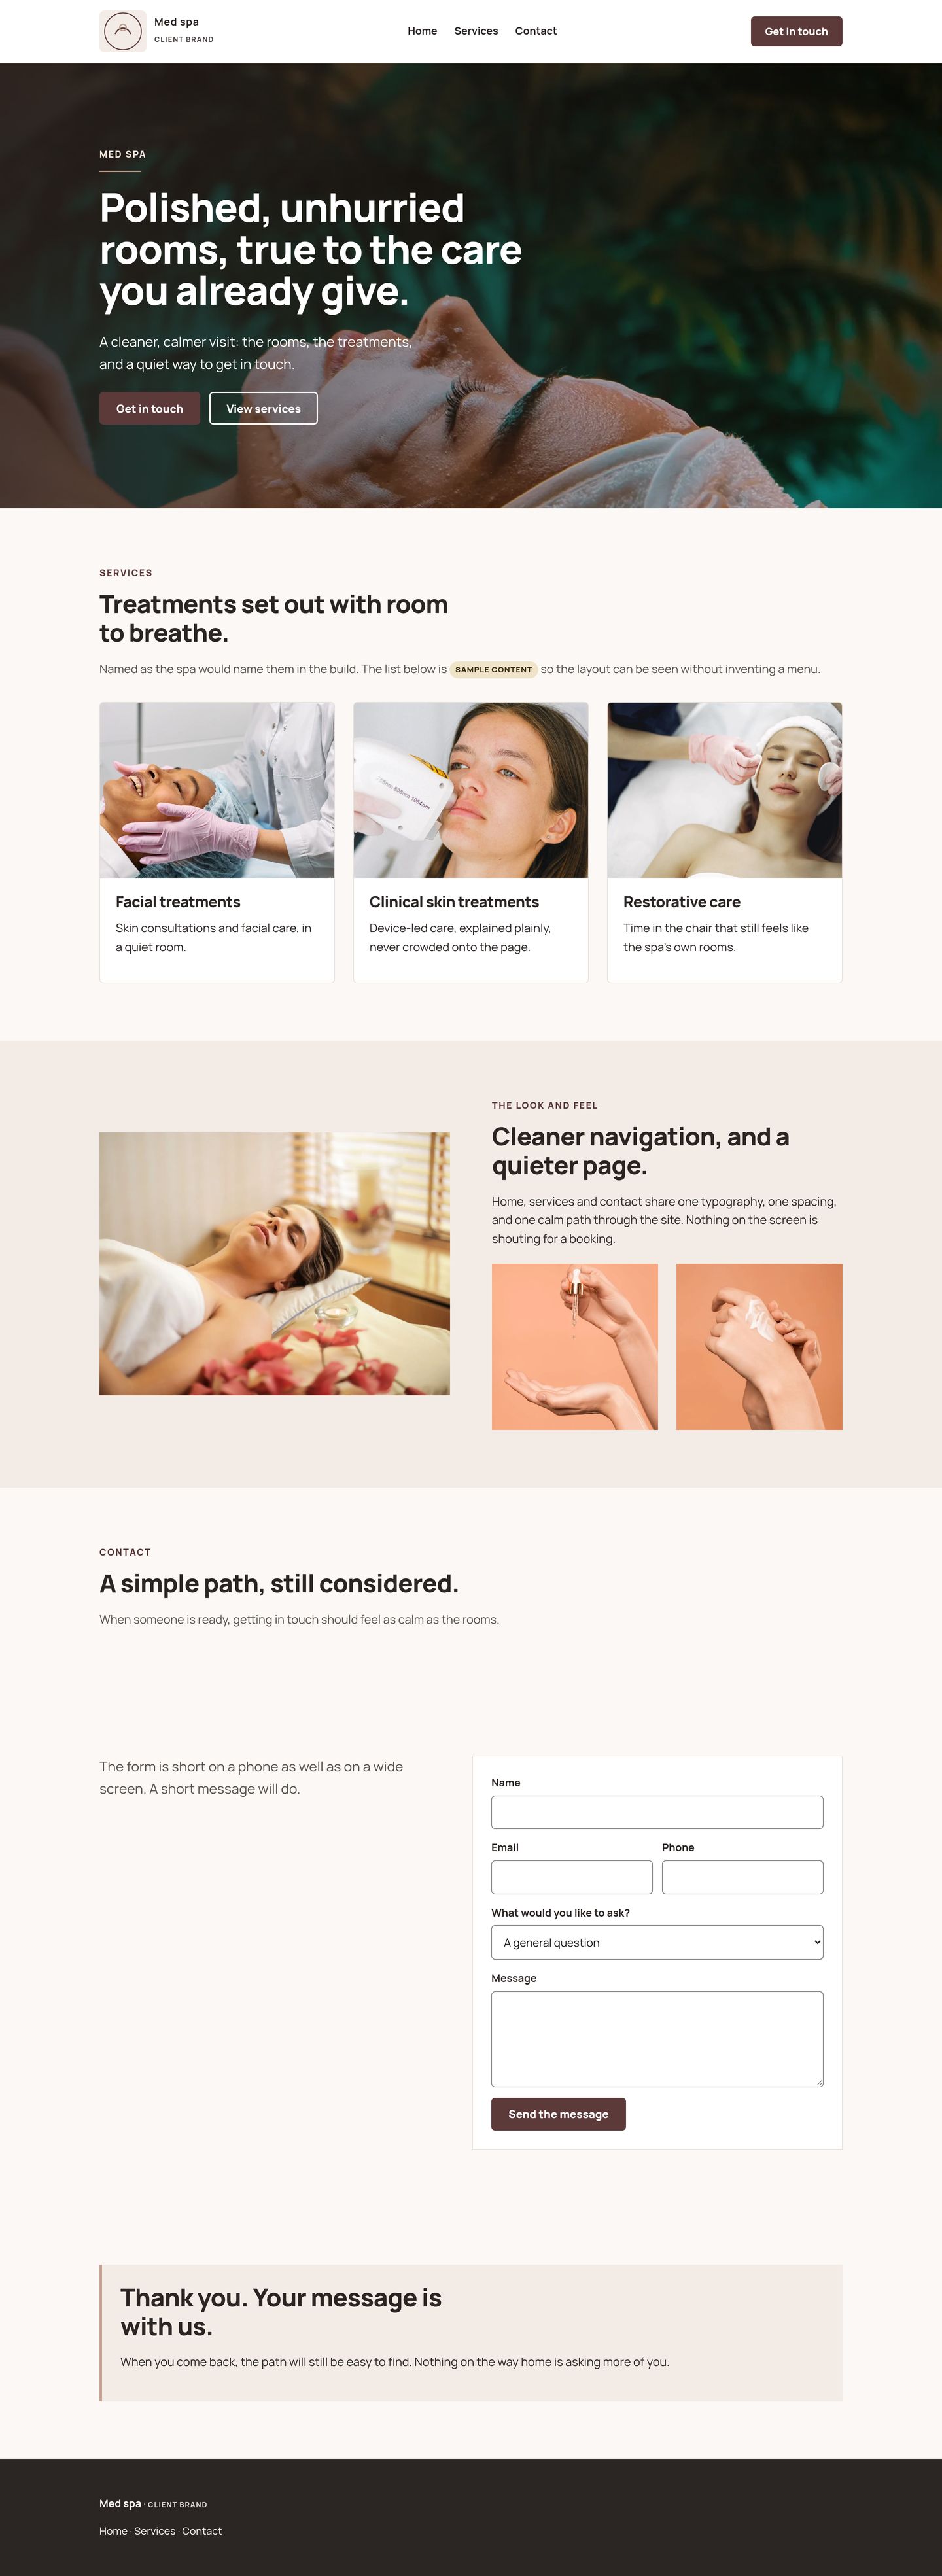 Med spa
CLIENT BRAND
Home Services Contact
Get in touch
MED SPA
Polished, unhurried
rooms, true to the care
you already give.
A cleaner, calmer visit: the rooms, the treatments,
and a quiet way to get in touch.
Get in touch
View services
SERVICES
Treatments set out with room
to breathe.
Named as the spa would name them in the build. The list below is SAMPLE CONTENT so the layout can be seen without inventing a menu.
Facial treatments
Skin consultations and facial care, in
a quiet room.
Clinical skin treatments
Device-led care, explained plainly,
never crowded onto the page.
Restorative care
Time in the chair that still feels like
the spa's own rooms.
THE LOOK AND FEEL
Cleaner navigation, and a
quieter page.
Home, services and contact share one typography, one spacing,
and one calm path through the site. Nothing on the screen is
shouting for a booking.
CONTACT
A simple path, still considered.
When someone is ready, getting in touch should feel as calm as the rooms.
The form is short on a phone as well as on a wide
screen. A short message will do.
Name
Email
Phone
What would you like to ask?
A general question
Message
Send the message
Thank you. Your message is
with us.
When you come back, the path will still be easy to find. Nothing on the way home is asking more of you.
Med spa · CLIENT BRAND
Home · Services · Contact